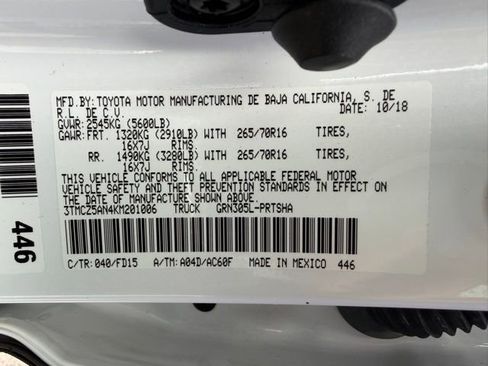 MFD.BY: TOYOTA MOTOR MANUFACTURING DE BAJA CALIFORNIA, S. DE
R.L. DE C.V. DATE: 10/18
GVWR: 2545KG (5600LB)
GAWR: FRT. 1320KG (2910LB) WITH 265/70R16 TIRES,
16X7J RIMS.
RR. 1490KG (3280LB) WITH 265/70R16 TIRES,
16X7J RIMS.
THIS VEHICLE CONFORMS TO ALL APPLICABLE FEDERAL MOTOR
VEHICLE SAFETY AND THEFT PREVENTION STANDARDS IN EFFECT ON
THE DATE OF MANUFACTURE SHOWN ABOVE.
3TMCZ5AN4KM201006 TRUCK GRN305L-PRTSHA
C/TR: 040/FD15 A/TM: A04D/AC60F MADE IN MEXICO 446
446